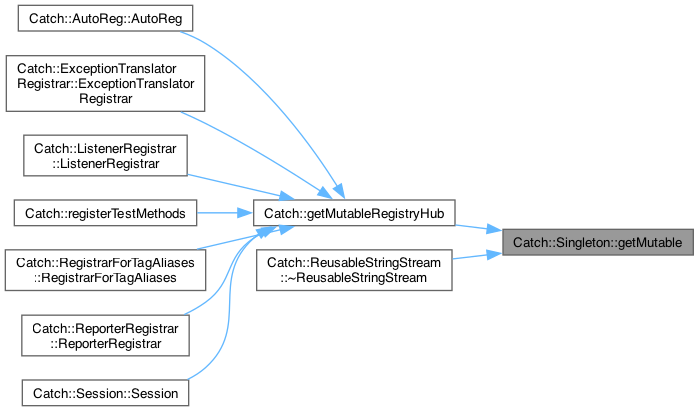 Catch::AutoReg::AutoReg
Catch::ExceptionTranslator
Registrar::ExceptionTranslator
Registrar
Catch::ListenerRegistrar
::ListenerRegistrar
Catch::registerTestMethods
Catch::RegistrarForTagAliases
::RegistrarForTagAliases
Catch::ReporterRegistrar
::ReporterRegistrar
Catch::Session::Session
Catch::getMutableRegistryHub
Catch::ReusableStringStream
::~ReusableStringStream
Catch::Singleton::getMutable